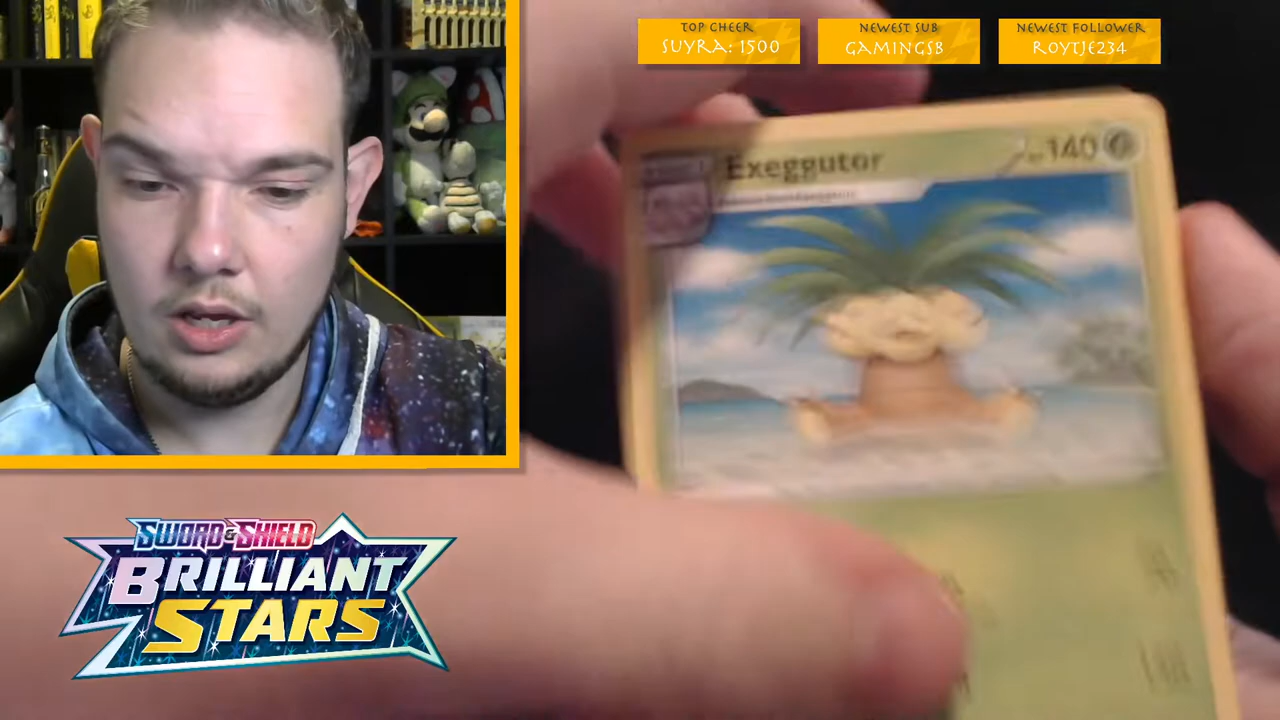 TOP CHEER
SUYRA: 1500
NEWEST SUB
GAMINGSB
NEWEST FOLLOWER
ROYTJE234
Exeggutor
140
SWORD & SHIELD
BRILLIANT
STARS